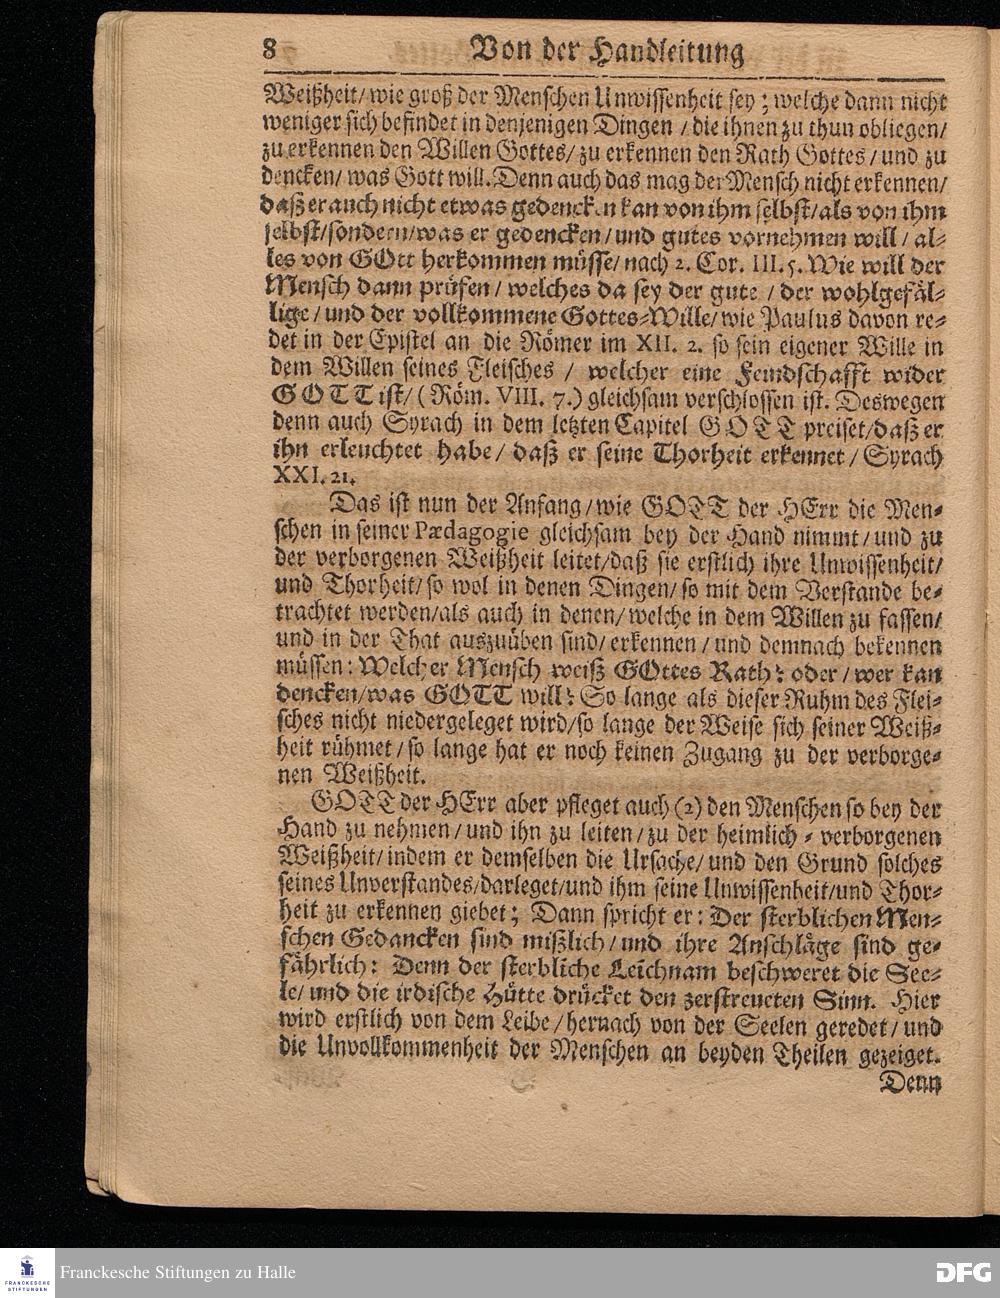 8 Von der Handleitung
Weißheit/wie groß der Menschen Unwissenheit sey; welche dann nicht
weniger sich befindet in denjenigen Dingen / die ihnen zu thun obliegen/
zu erkennen den Willen Gottes/ zu erkennen den Rath Gottes / und zu
dencken/ was Gott will. Denn auch das mag der Mensch nicht erkennen/
daß er auch nicht etwas gedencken kan von ihm selbst/als von ihm
selbst/sondern/was er gedencken/und gutes vornehmen will / al-
les von GOtt herkommen müsse/ nach 2. Cor. III. 5. Wie will der
Mensch dann prüfen / welches da sey der gute / der wohlgefäl-
lige / und der vollkommene Gottes-Wille/ wie Paulus davon re-
det in der Epistel an die Römer im XII. 2. so sein eigener Wille in
dem Willen seines Fleisches / welcher eine Feindschafft wider
GOTT ist/ (Röm. VIII. 7.) gleichsam verschlossen ist. Deswegen
denn auch Syrach in dem letzten Capitel GOTT preiset/daß er
ihn erleuchtet habe/ daß er seine Thorheit erkennet / Syrach
XXI. 21.
Das ist nun der Anfang/wie GOTT der HErr die Men-
schen in seiner Pædagogie gleichsam bey der Hand nimmt/und zu
der verborgenen Weißheit leitet/daß sie erstlich ihre Unwissenheit/
und Thorheit/so wol in denen Dingen/so mit dem Verstande be-
trachtet werden/als auch in denen/welche in dem Willen zu fassen/
und in der That auszuüben sind/erkennen/und demnach bekennen
müssen: Welcher Mensch weiß GOttes Rath? oder/wer kan
dencken/was GOTT will? So lange als dieser Ruhm des Flei-
sches nicht niedergeleget wird/so lange der Weise sich seiner Weiß-
heit rühmet/so lange hat er noch keinen Zugang zu der verborge-
nen Weißheit.
GOTT der HErr aber pfleget auch (2) den Menschen so bey der
Hand zu nehmen/und ihn zu leiten/zu der heimlich-verborgenen
Weißheit/indem er demselben die Ursache/und den Grund solches
seines Unverstandes/darleget/und ihm seine Unwissenheit/und Thor-
heit zu erkennen giebet; Dann spricht er: Der sterblichen Men-
schen Gedancken sind mißlich/und ihre Anschläge sind ge-
fährlich: Denn der sterbliche Leichnam beschweret die See-
le/ und die irdische Hütte drücket den zerstreueten Sinn. Hier
wird erstlich von dem Leibe/hernach von der Seelen geredet/und
die Unvollkommenheit der Menschen an beyden Theilen gezeiget.
Denn
FRANCKESCHE
STIFTUNGEN
Franckesche Stiftungen zu Halle
DFG